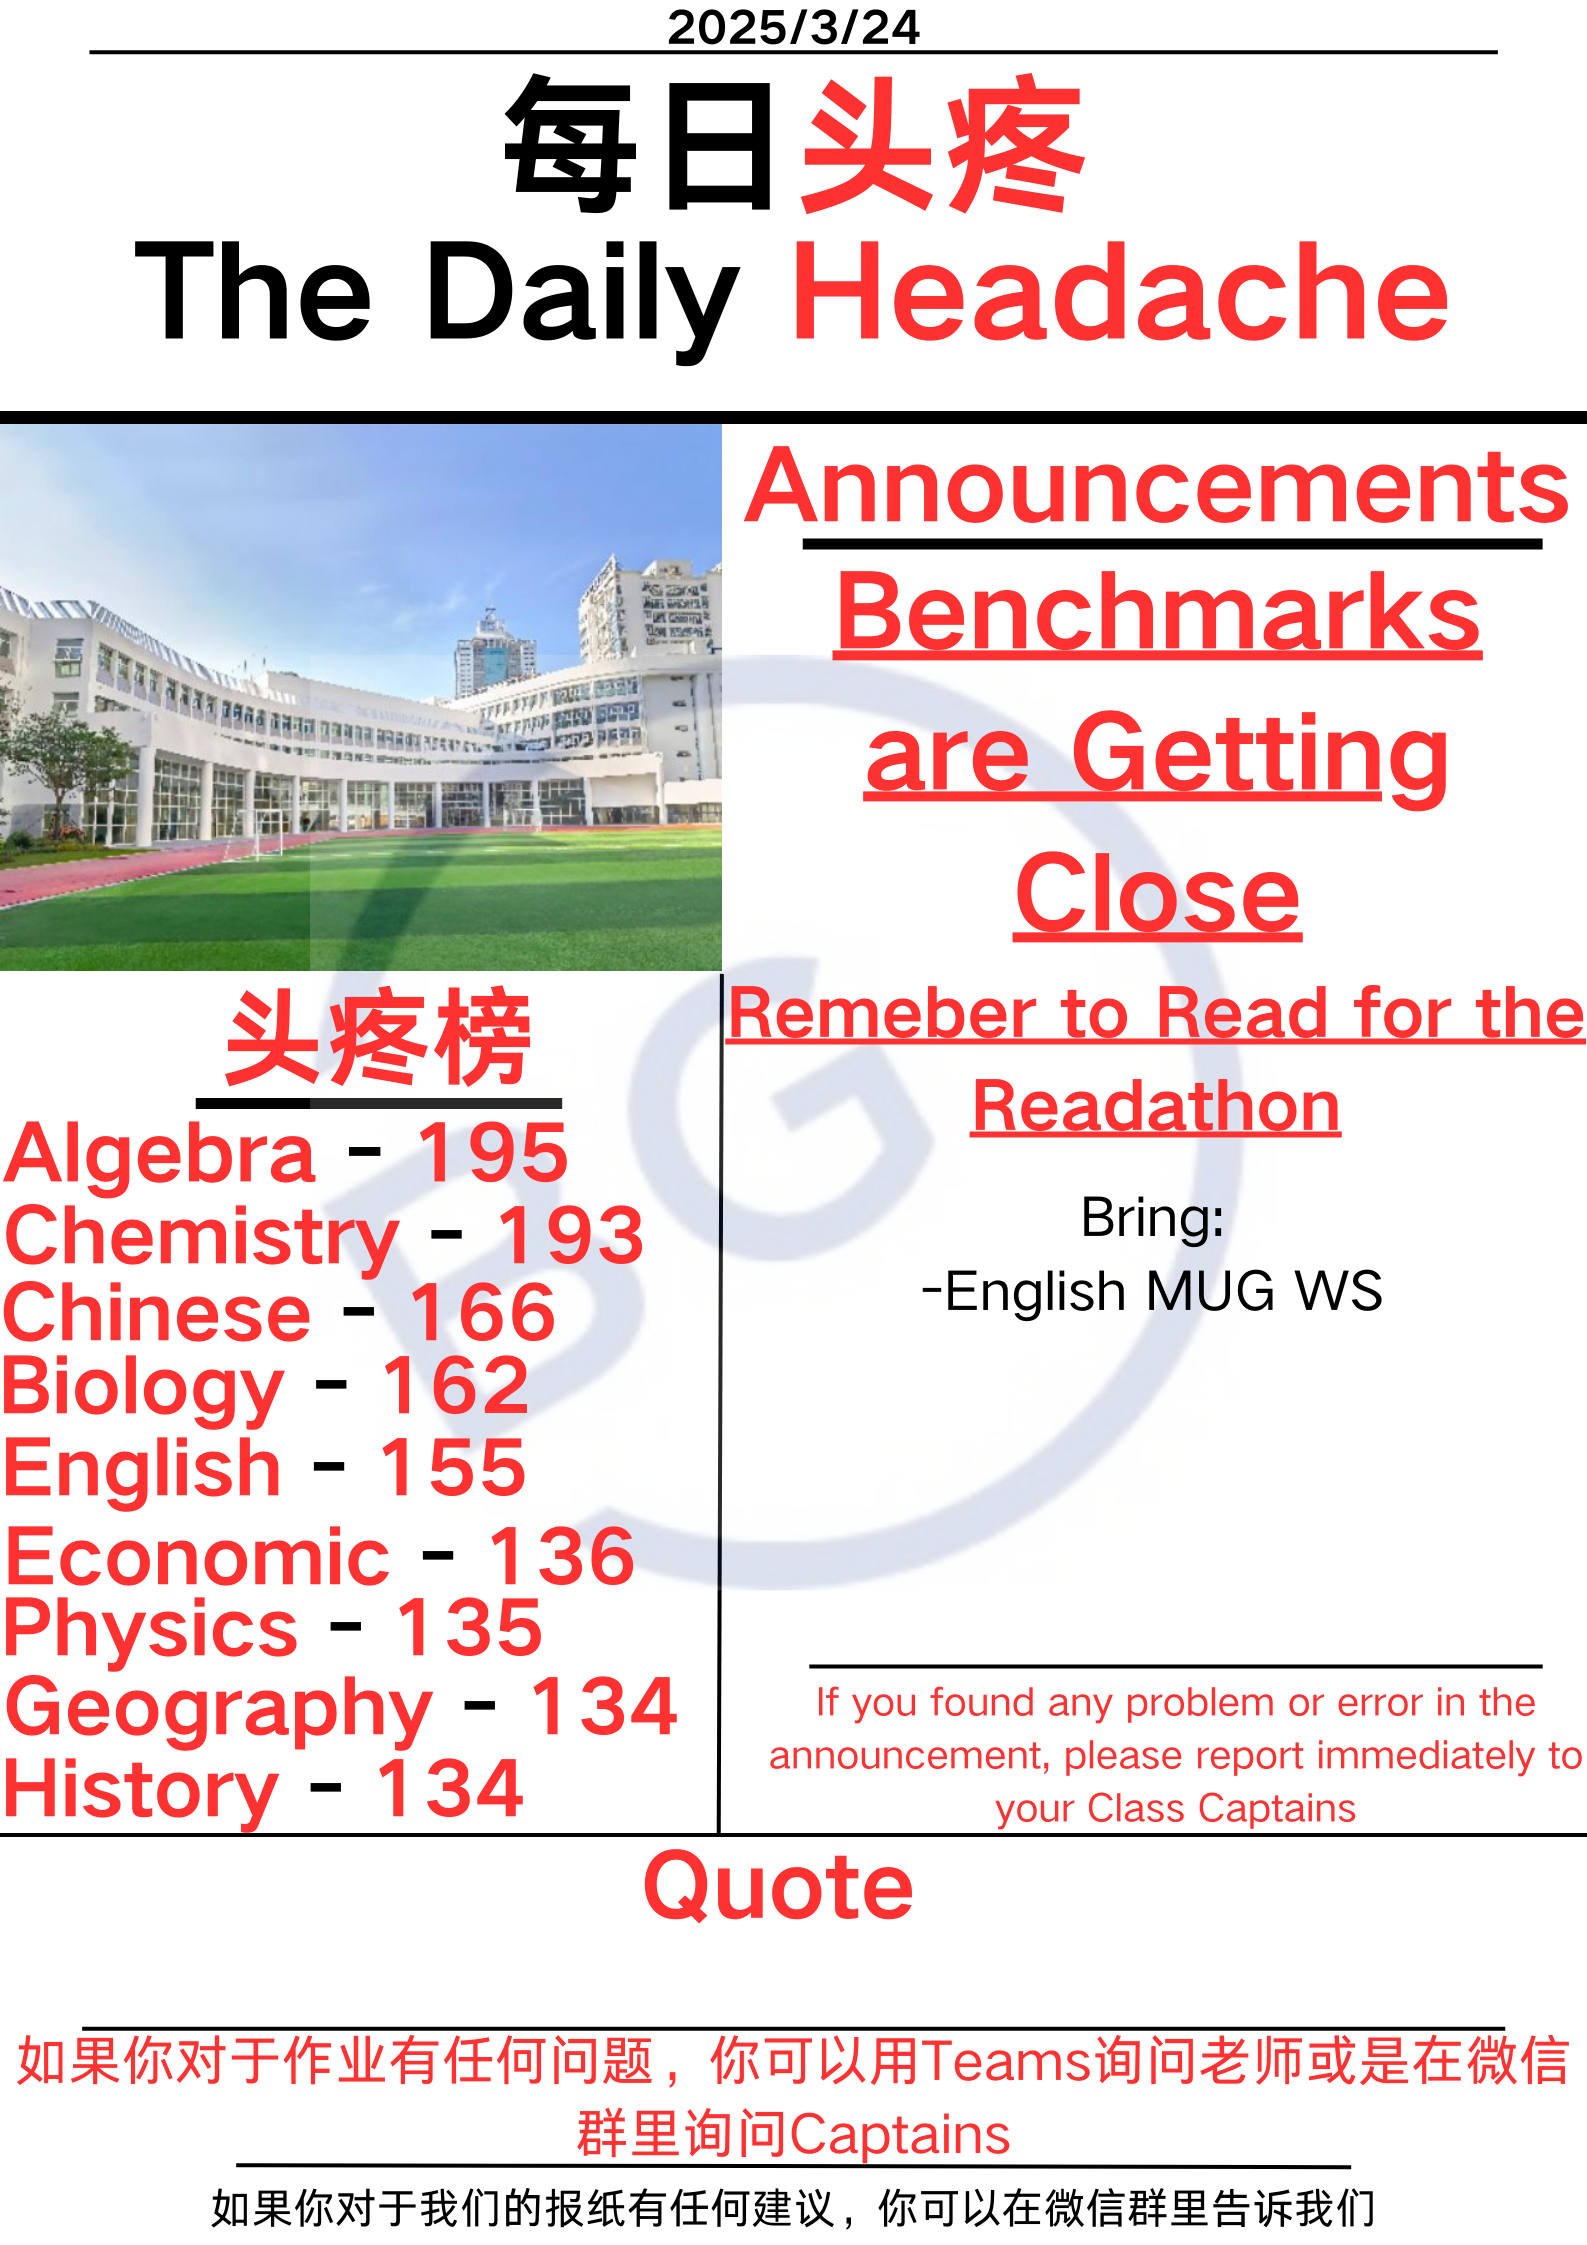 2025/3/24
每日头疼
The Daily Headache
Announcements
Benchmarks
are Getting
Close
Remeber to Read for the
Readathon
Bring:
-English MUG WS
If you found any problem or error in the
announcement, please report immediately to
your Class Captains
头疼榜
Algebra - 195
Chemistry - 193
Chinese - 166
Biology - 162
English - 155
Economic - 136
Physics - 135
Geography - 134
History - 134
BG
Quote
如果你对于作业有任何问题，你可以用Teams询问老师或是在微信
群里询问Captains
如果你对于我们的报纸有任何建议，你可以在微信群里告诉我们